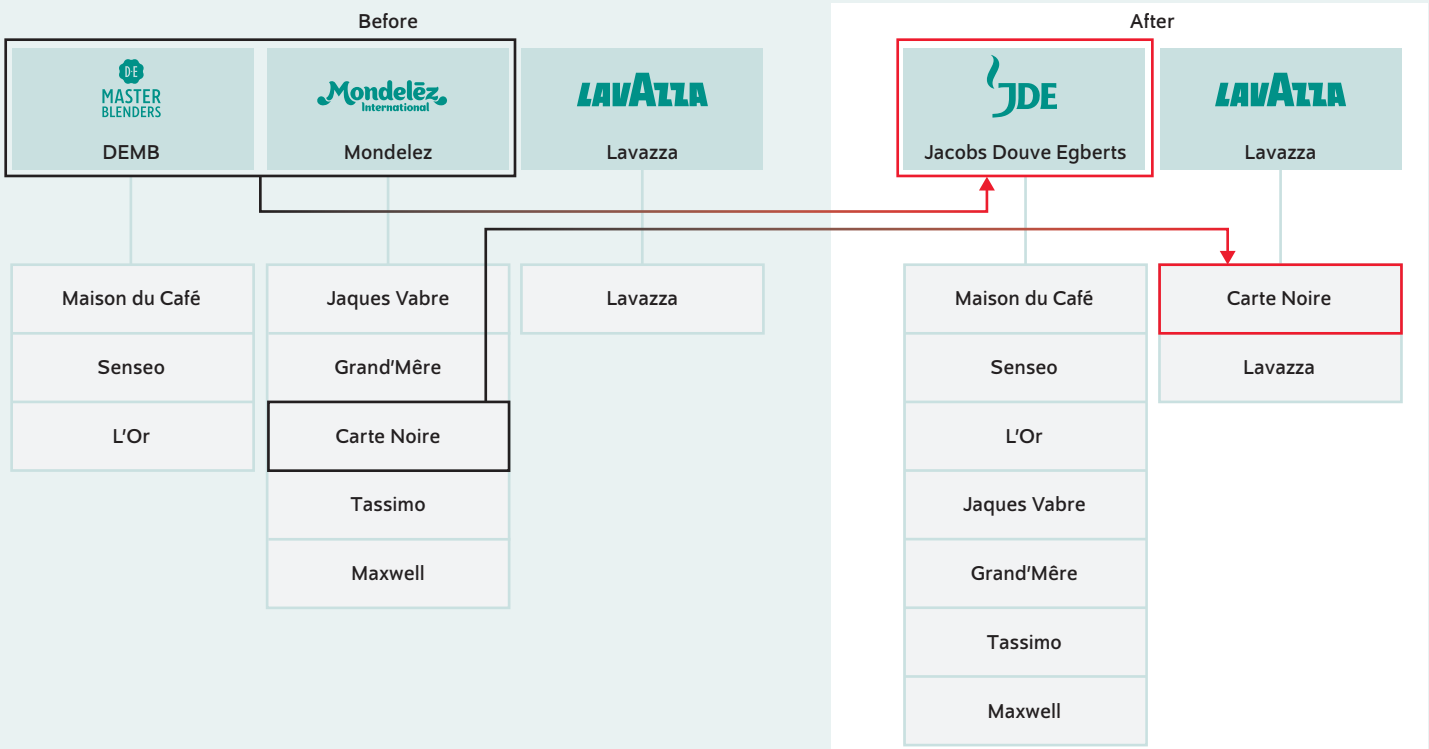 Before
After
D·E
MASTER
BLENDERS
DEMB
Mondelēz
International
Mondelez
LAVAZZA
Lavazza
JDE
Jacobs Douve Egberts
LAVAZZA
Lavazza
Maison du Café
Senseo
L’Or
Jaques Vabre
Grand’Mêre
Carte Noire
Tassimo
Maxwell
Lavazza
Maison du Café
Senseo
L’Or
Jaques Vabre
Grand’Mêre
Tassimo
Maxwell
Carte Noire
Lavazza